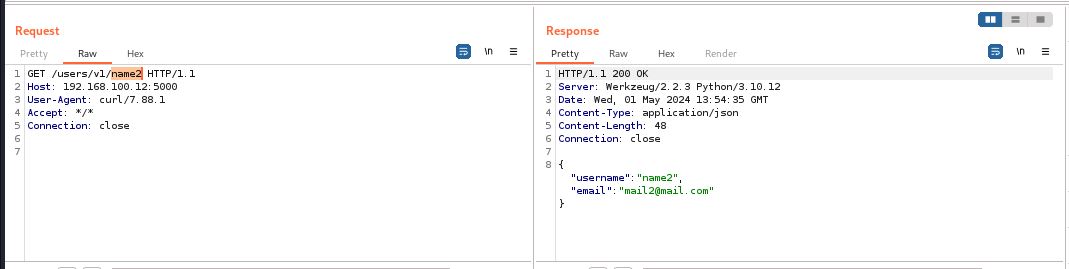 Request
Pretty Raw Hex \n
1 GET /users/v1/name2 HTTP/1.1
2 Host: 192.168.100.12:5000
3 User-Agent: curl/7.88.1
4 Accept: */*
5 Connection: close
6
7
Response
Pretty Raw Hex Render \n
1 HTTP/1.1 200 OK
2 Server: Werkzeug/2.2.3 Python/3.10.12
3 Date: Wed, 01 May 2024 13:54:35 GMT
4 Content-Type: application/json
5 Content-Length: 48
6 Connection: close
7
8 {
"username":"name2",
"email":"mail2@mail.com"
}